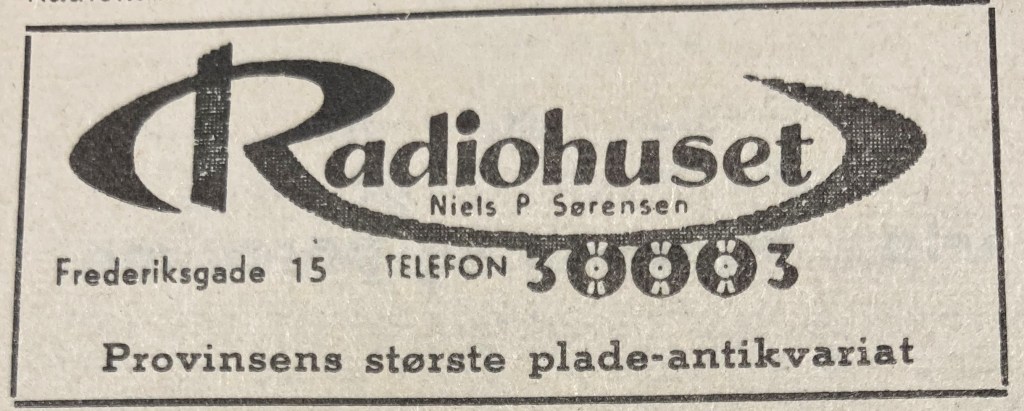 Radiohuset
Niels P Sørensen
Frederiksgade 15 TELEFON 30003
Provinsens største plade-antikvariat